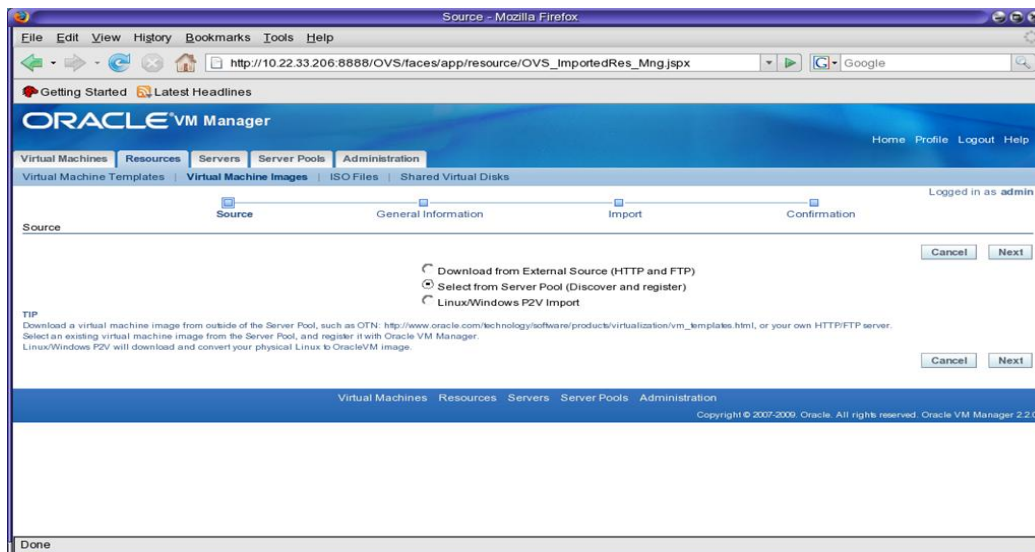 Source - Mozilla Firefox
File Edit View History Bookmarks Tools Help
http://10.22.33.206:8888/OVS/faces/app/resource/OVS_ImportedRes_Mng.jspx
G Google
Getting Started Latest Headlines
ORACLE VM Manager
Home Profile Logout Help
Virtual Machines Resources Servers Server Pools Administration
Virtual Machine Templates | Virtual Machine Images | ISO Files | Shared Virtual Disks
Logged in as admin
Source General Information Import Confirmation
Source
Cancel Next
Download from External Source (HTTP and FTP)
Select from Server Pool (Discover and register)
Linux/Windows P2V Import
TIP
Download a virtual machine image from outside of the Server Pool, such as OTN: http://www.oracle.com/technology/software/products/virtualization/vm_templates.html, or your own HTTP/FTP server.
Select an existing virtual machine image from the Server Pool, and register it with Oracle VM Manager.
Linux/Windows P2V will download and convert your physical Linux to OracleVM image.
Cancel Next
Virtual Machines Resources Servers Server Pools Administration
Copyright © 2007-2009. Oracle. All rights reserved. Oracle VM Manager 2.2.0
Done